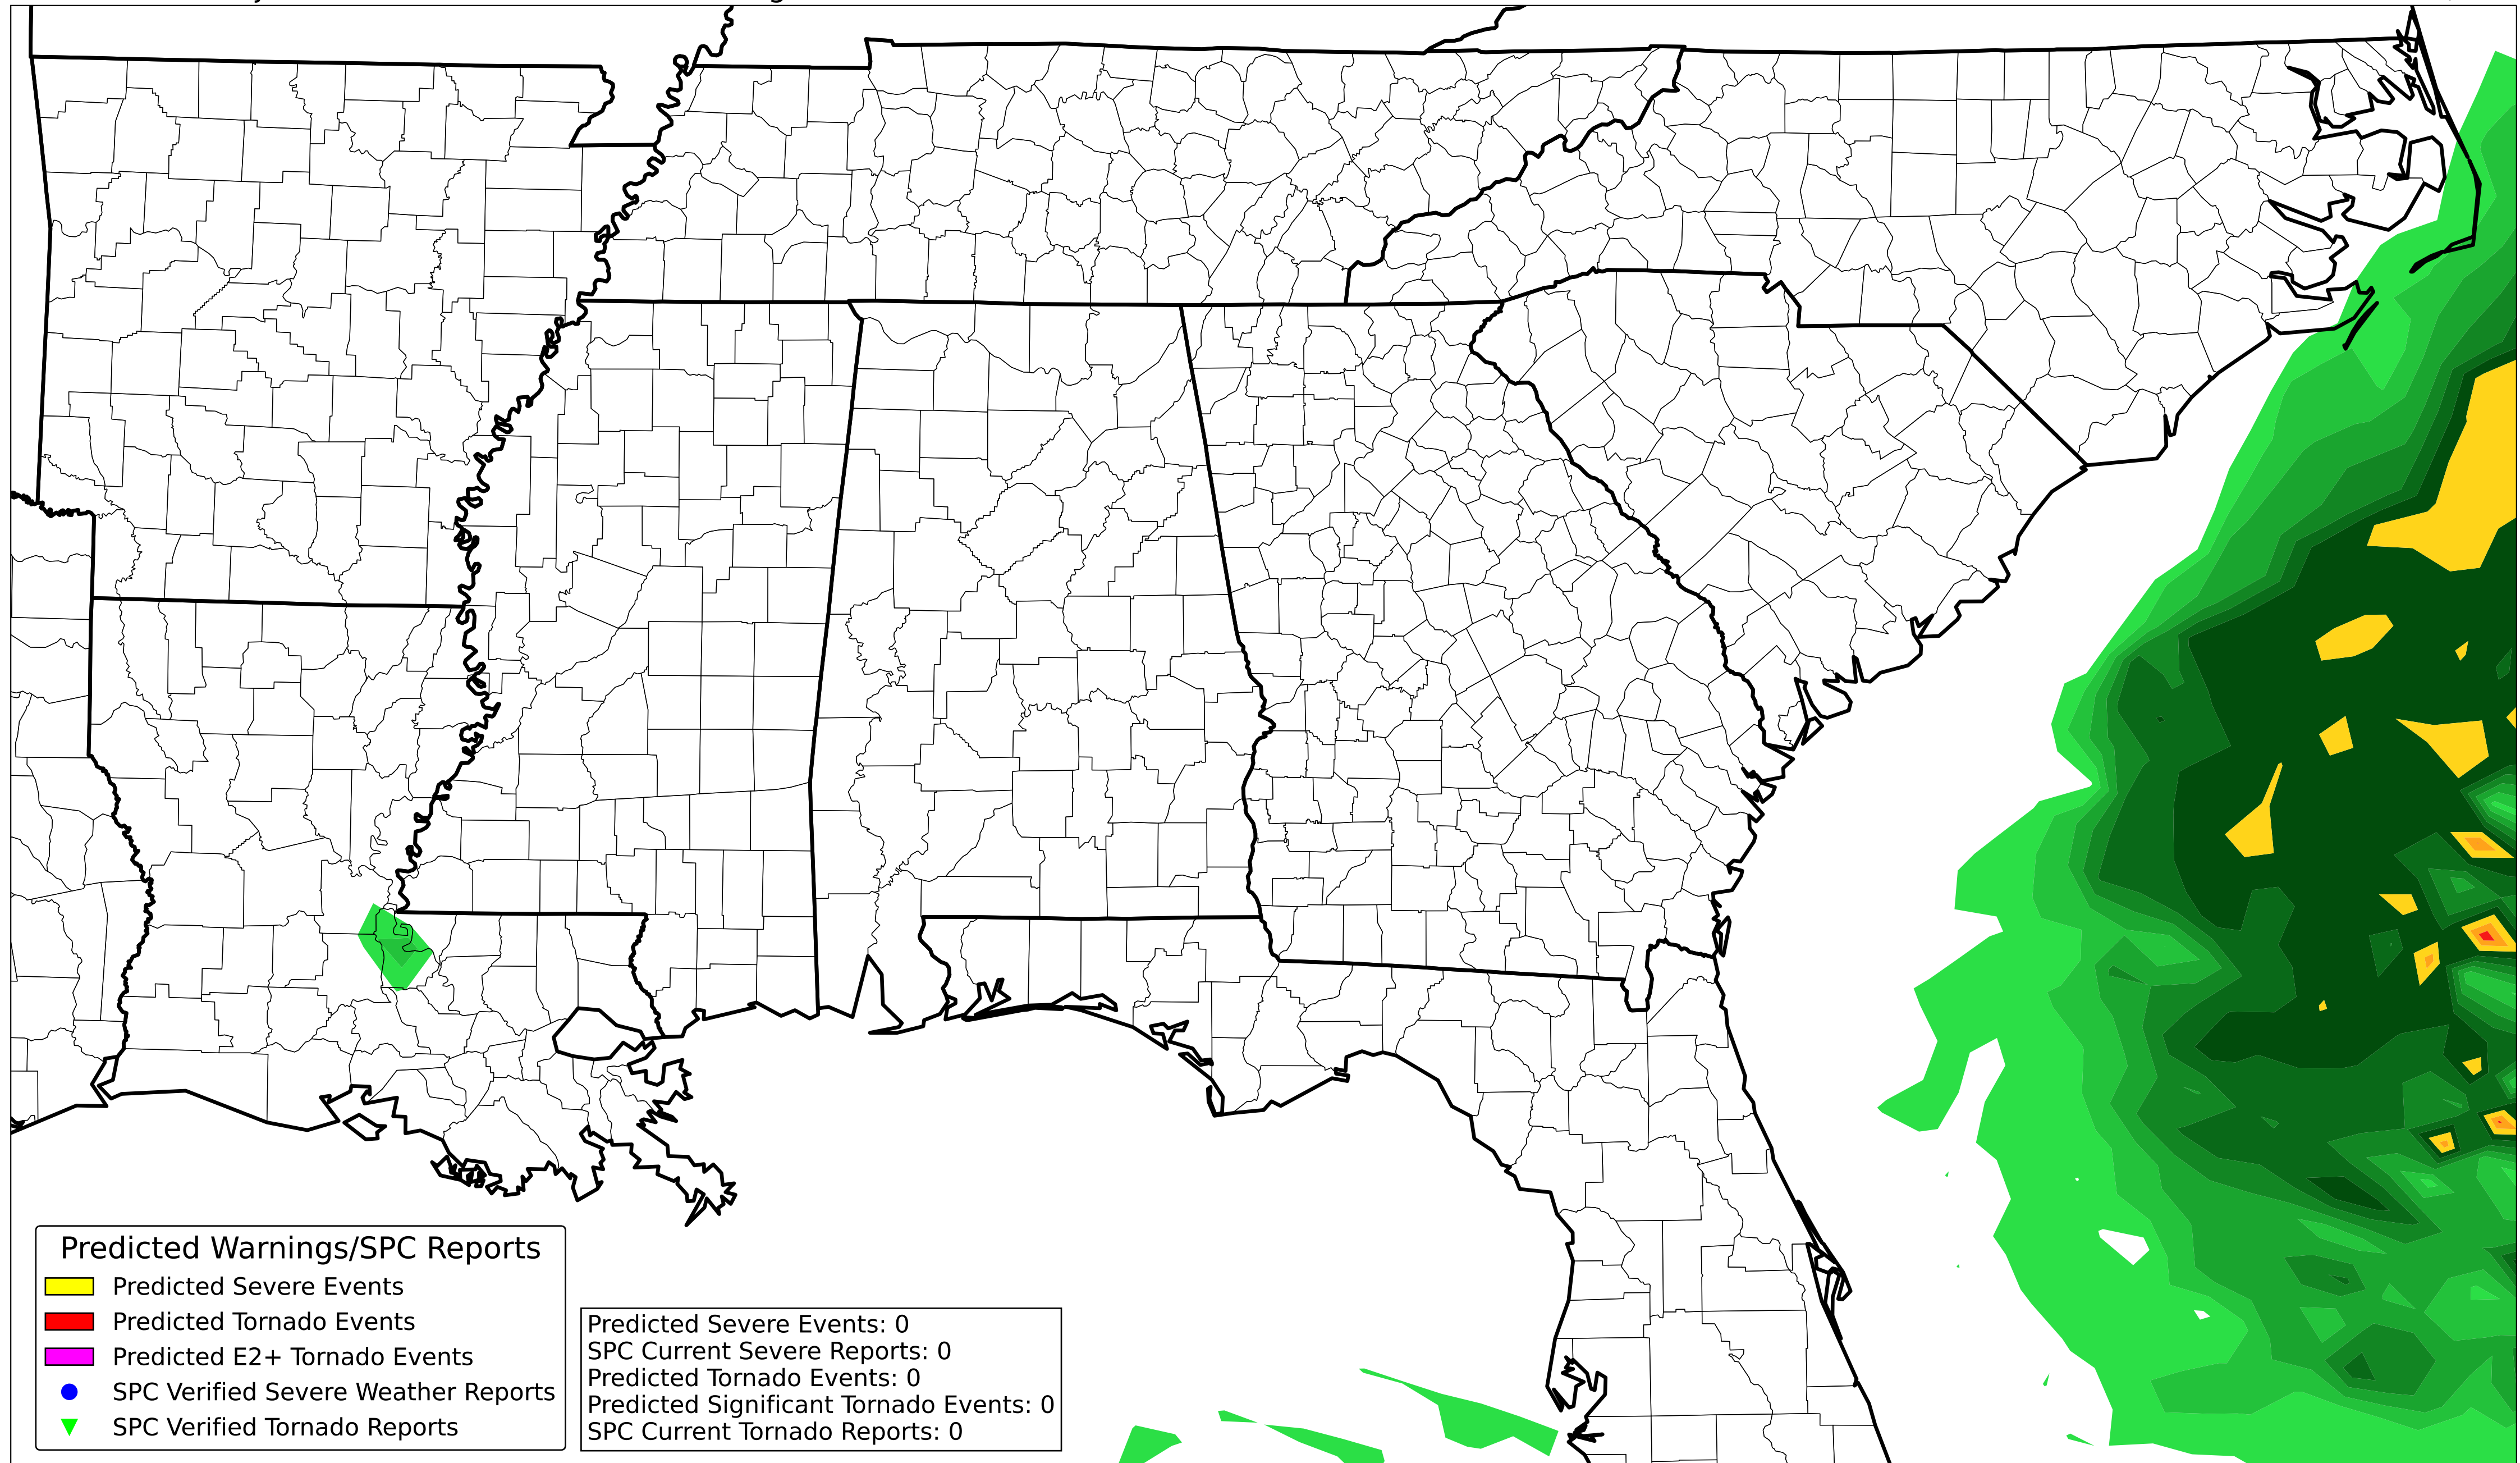 Predicted Warnings/SPC Reports
Predicted Severe Events
Predicted Tornado Events
Predicted E2+ Tornado Events
SPC Verified Severe Weather Reports
SPC Verified Tornado Reports
Predicted Severe Events: 0
SPC Current Severe Reports: 0
Predicted Tornado Events: 0
Predicted Significant Tornado Events: 0
SPC Current Tornado Reports: 0